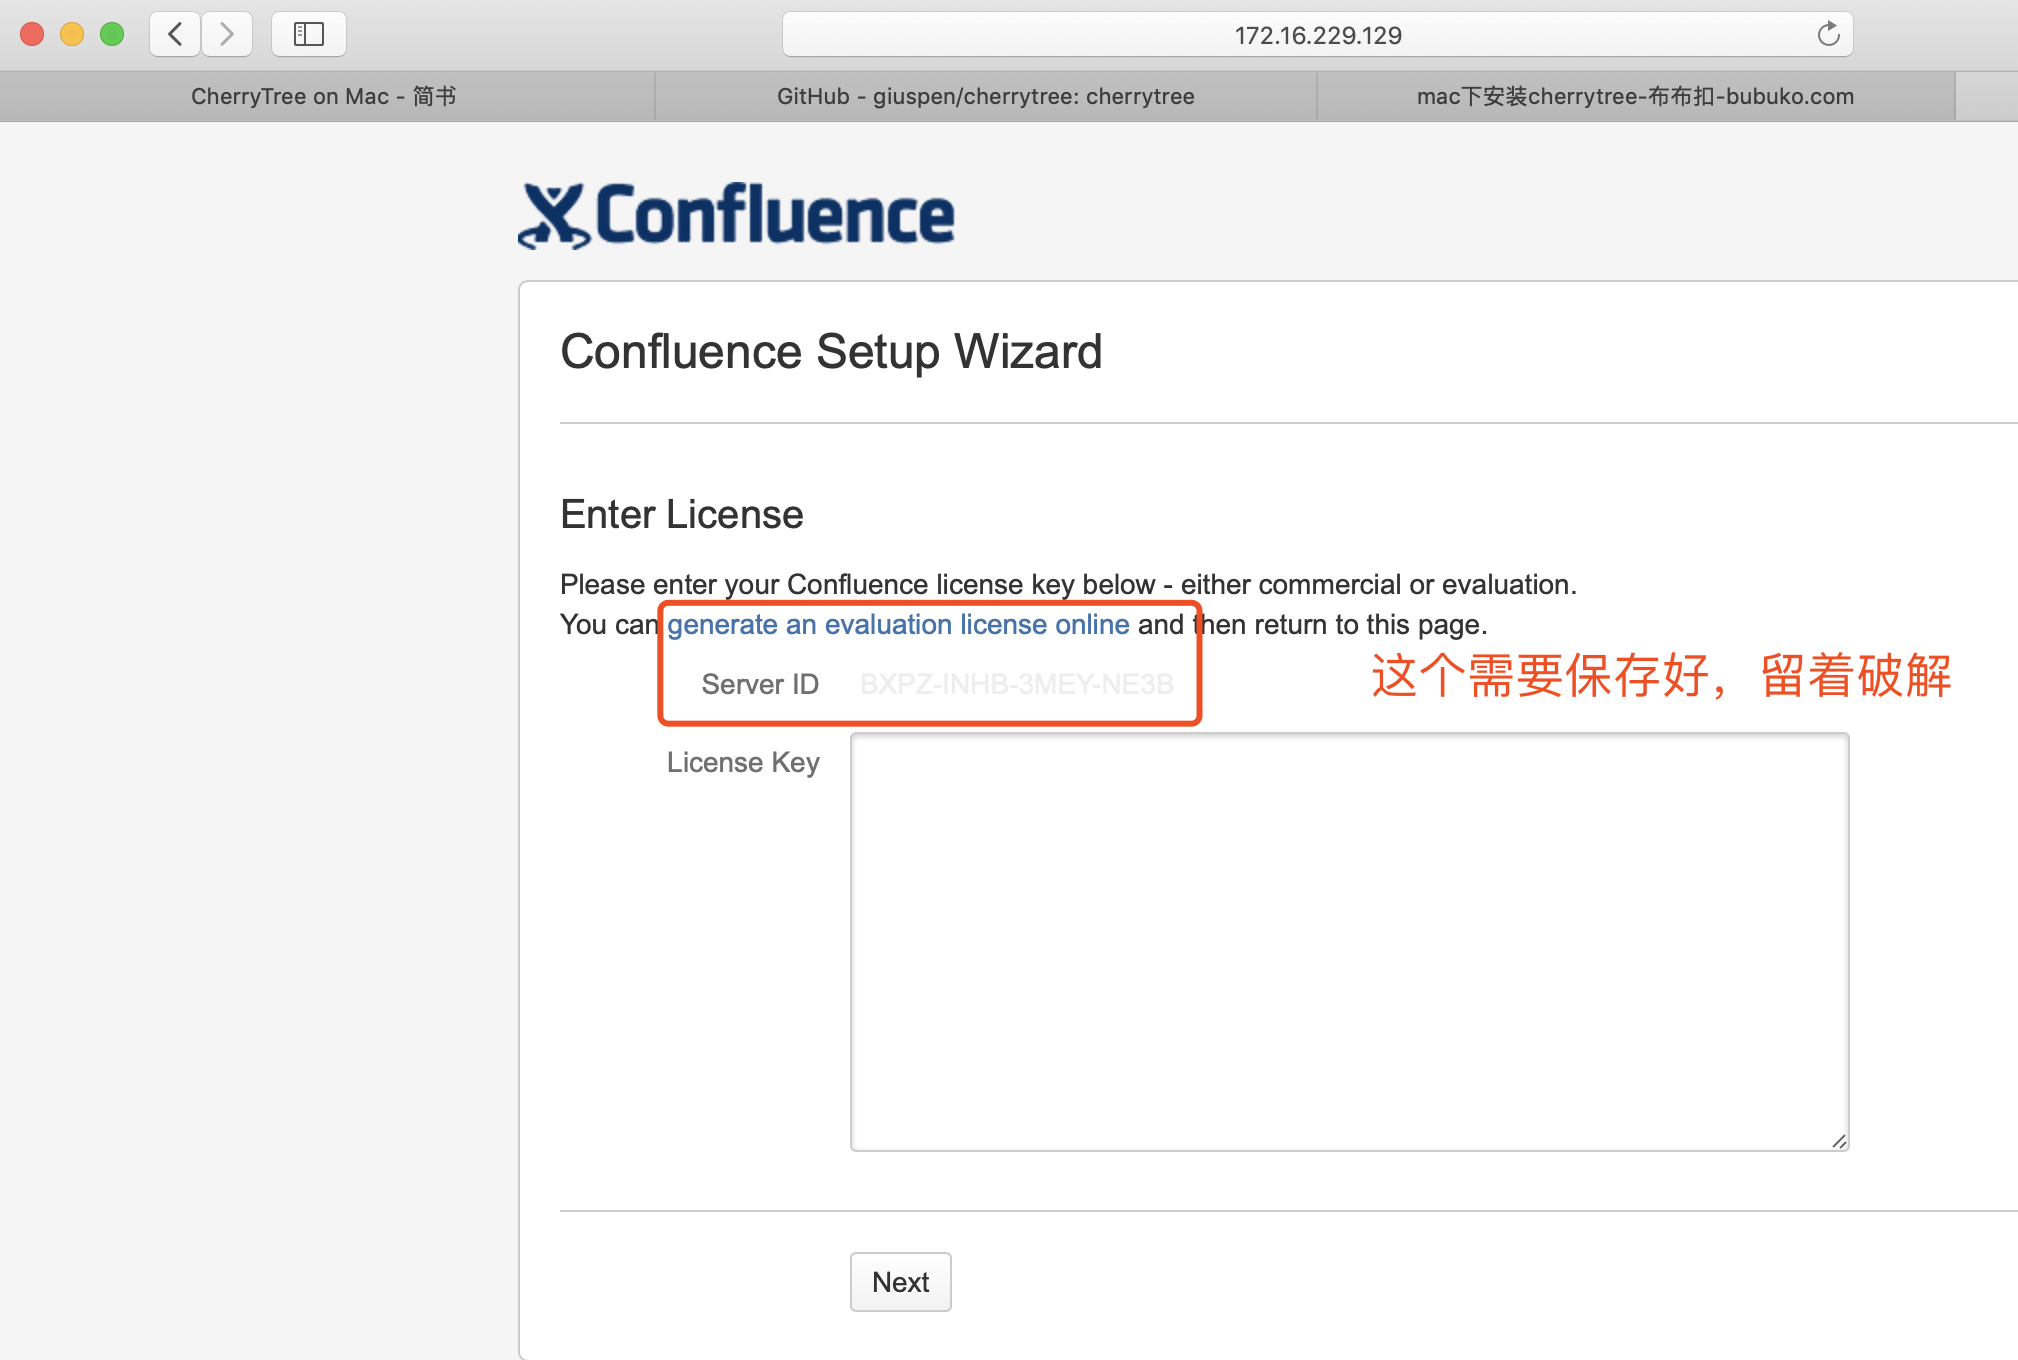 172.16.229.129
CherryTree on Mac - 简书
GitHub - giuspen/cherrytree: cherrytree
mac下安装cherrytree-布布扣-bubuko.com
Confluence
Confluence Setup Wizard
Enter License
Please enter your Confluence license key below - either commercial or evaluation.
You can generate an evaluation license online and then return to this page.
Server ID BXPZ-INHB-3MEY-NE3B
这个需要保存好，留着破解
License Key
Next